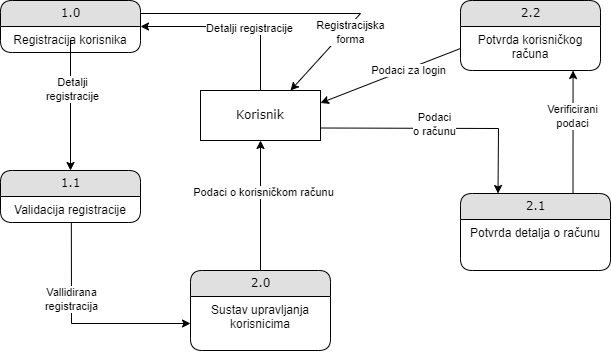 1.0
Registracija korisnika
Detalji registracije
Registracijska
forma
2.2
Potvrda korisničkog
računa
Podaci za login
Detalji
registracije
Korisnik
Podaci
o računu
Verificirani
podaci
1.1
Validacija registracije
Podaci o korisničkom računu
2.1
Potvrda detalja o računu
Vallidirana
registracija
2.0
Sustav upravljanja
korisnicima